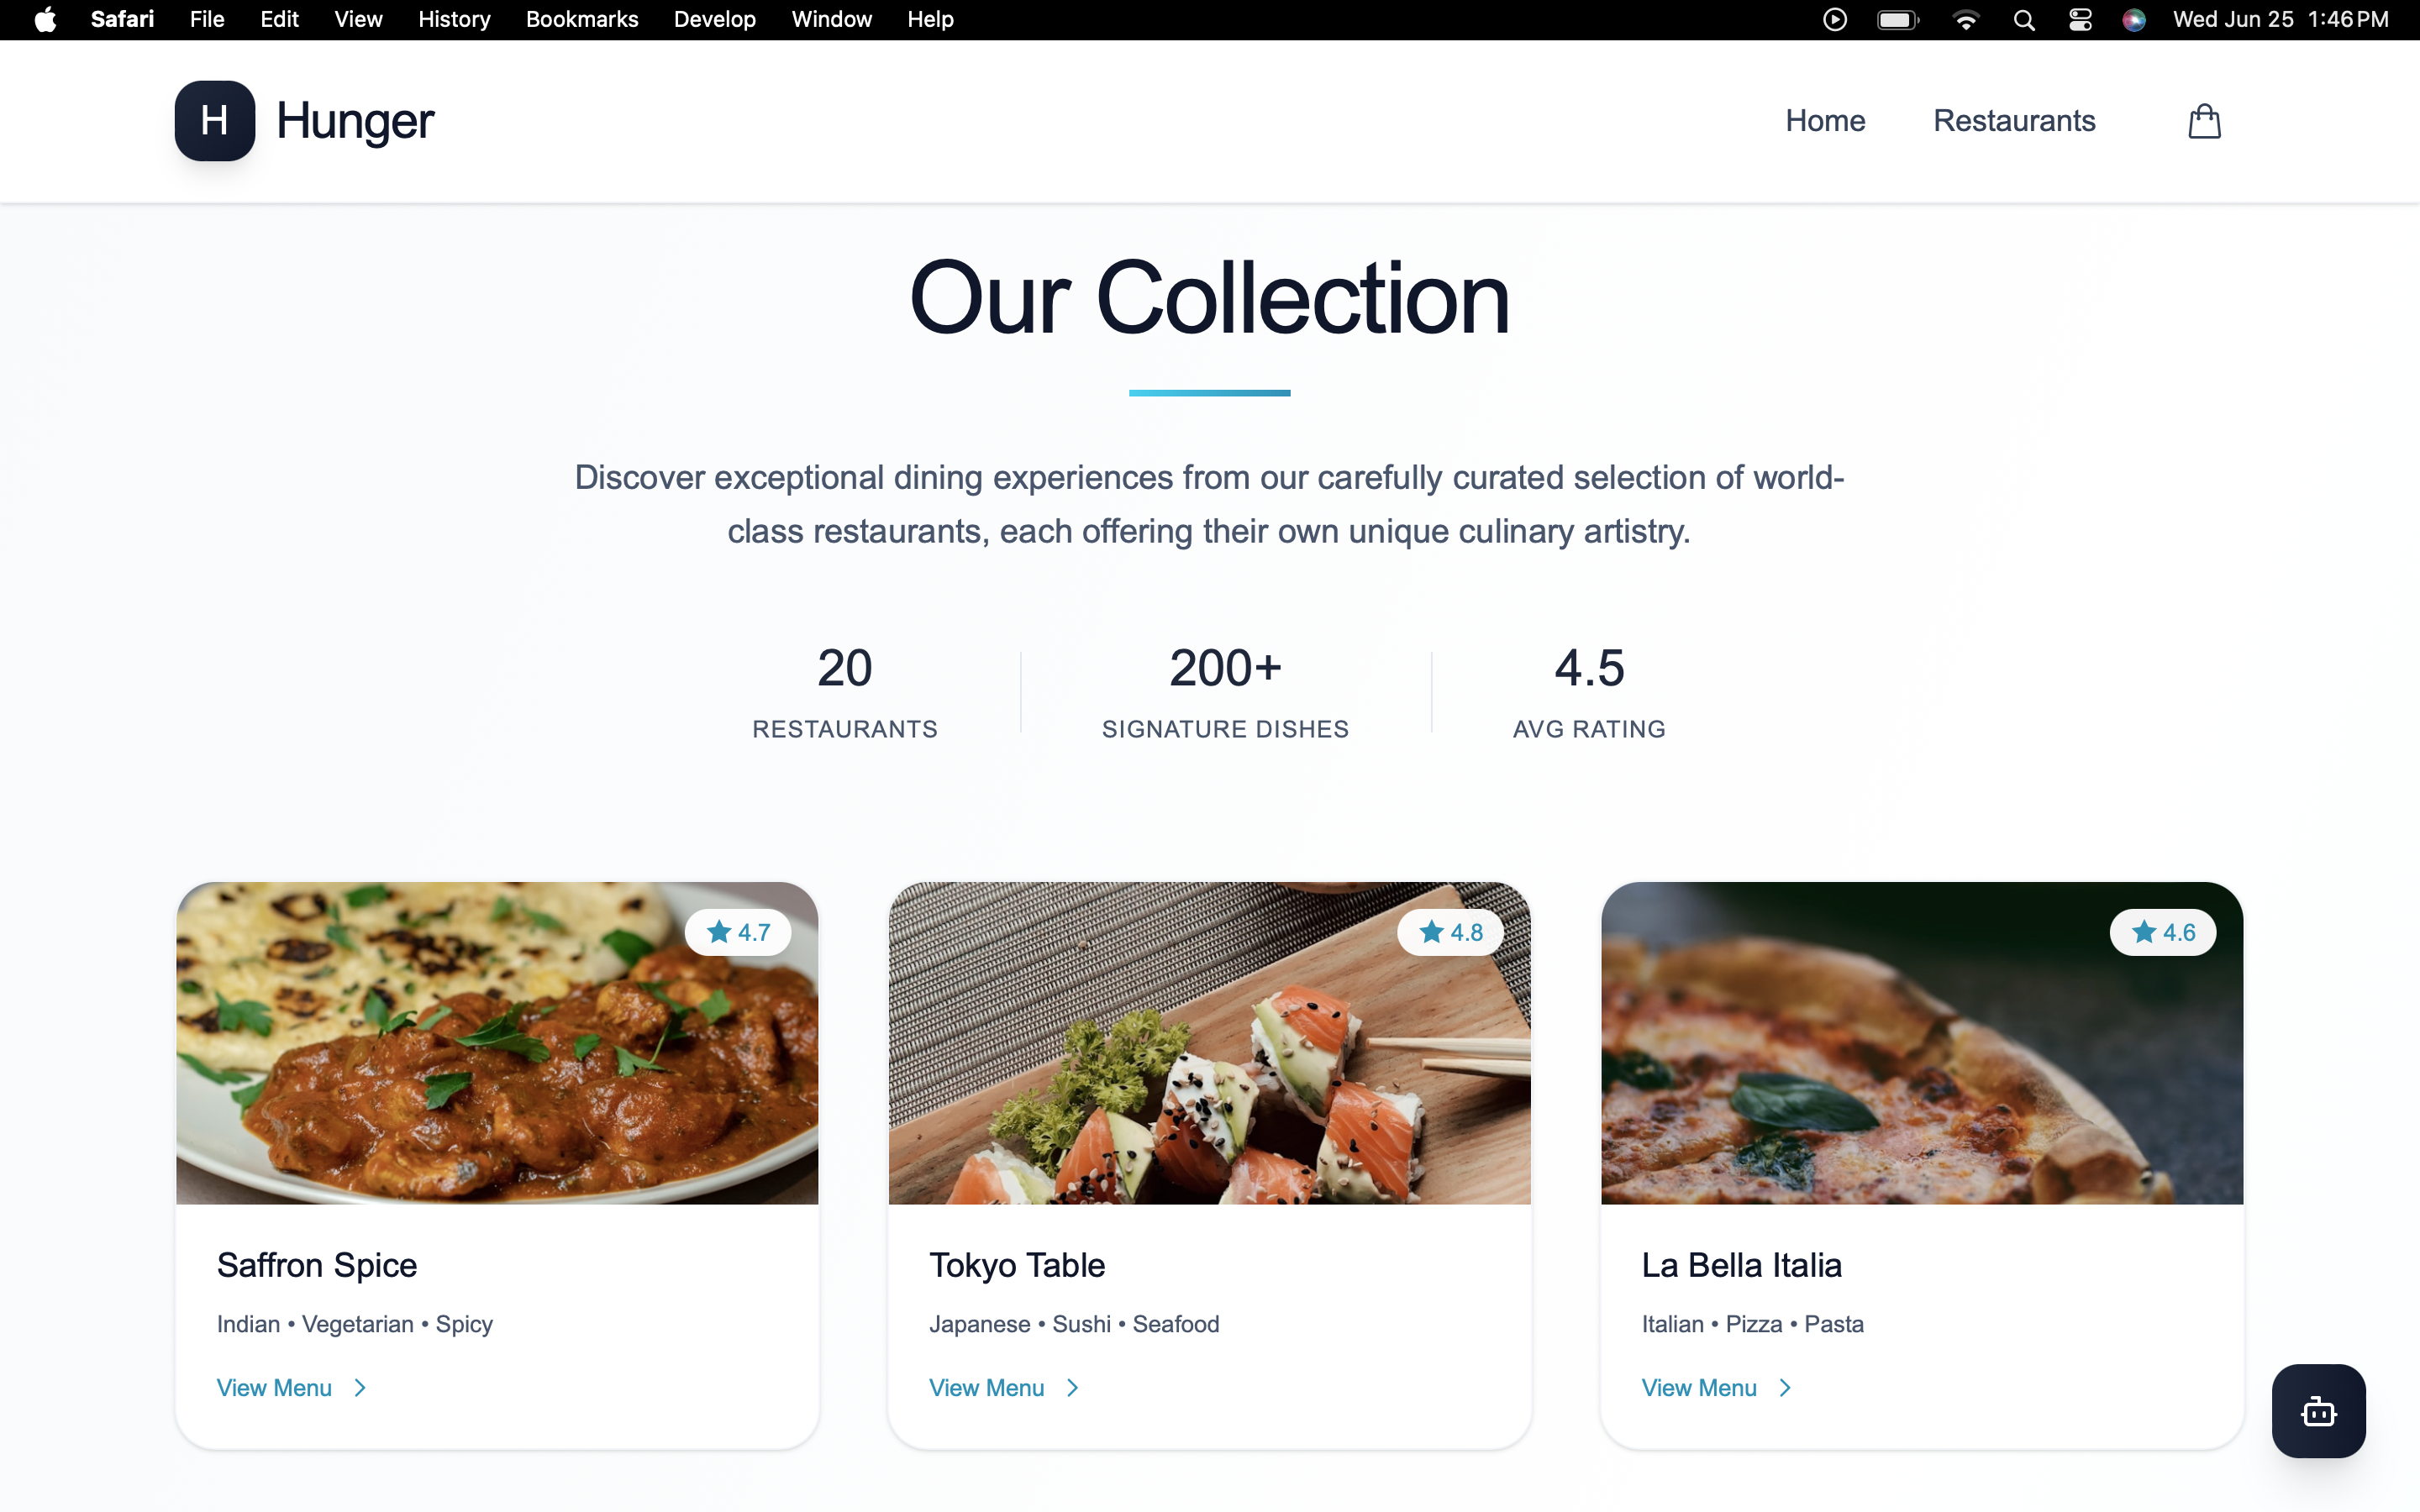 Safari File Edit View History Bookmarks Develop Window Help Wed Jun 25 1:46 PM
H Hunger Home Restaurants
Our Collection
Discover exceptional dining experiences from our carefully curated selection of world-
class restaurants, each offering their own unique culinary artistry.
20 200+ 4.5
RESTAURANTS SIGNATURE DISHES AVG RATING
4.7 4.8 4.6
Saffron Spice Tokyo Table La Bella Italia
Indian • Vegetarian • Spicy Japanese • Sushi • Seafood Italian • Pizza • Pasta
View Menu View Menu View Menu